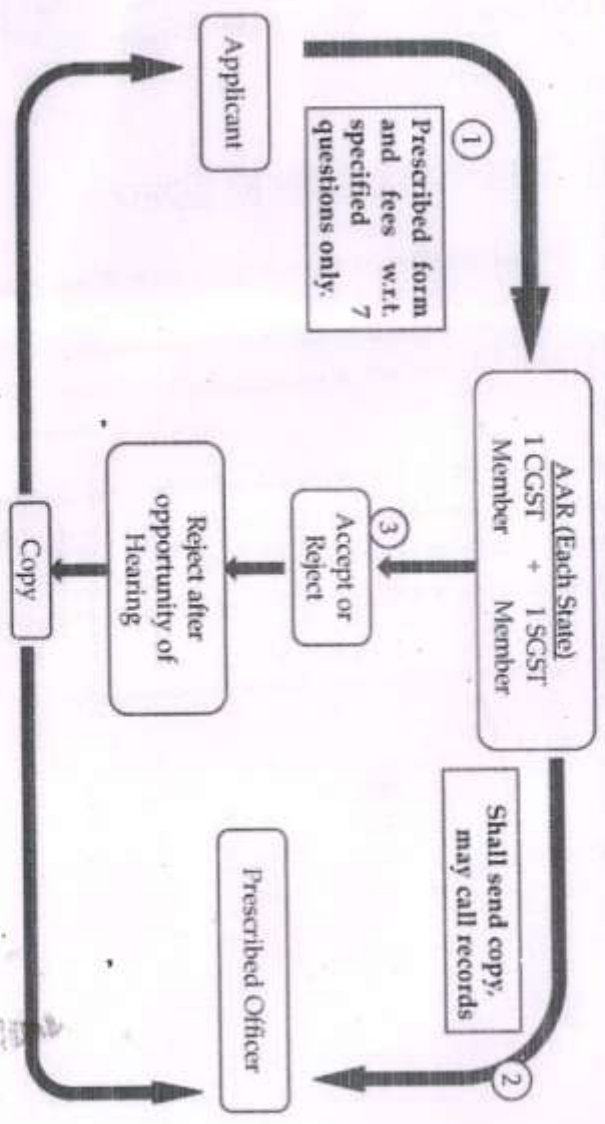 Applicant
①
Prescribed form
and fees w.r.t.
specified 7
questions only.
AAR (Each State)
1 CGST + 1 SGST
Member Member
Shall send copy,
may call records
②
Prescribed Officer
③
Accept or
Reject
Reject after
opportunity of
Hearing
Copy